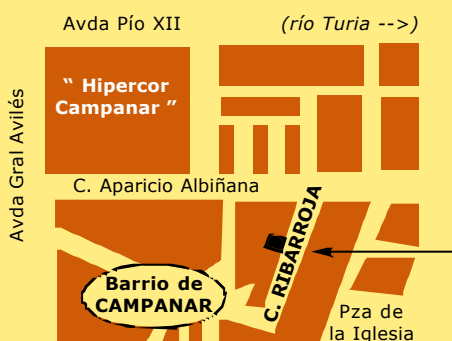 Avda Pío XII
(río Turia -->)
“ Hipercor
Campanar ”
Avda Gral Avilés
C. Aparicio Albiñana
C. RIBARROJA
Barrio de
CAMPANAR
Pza de
la Iglesia